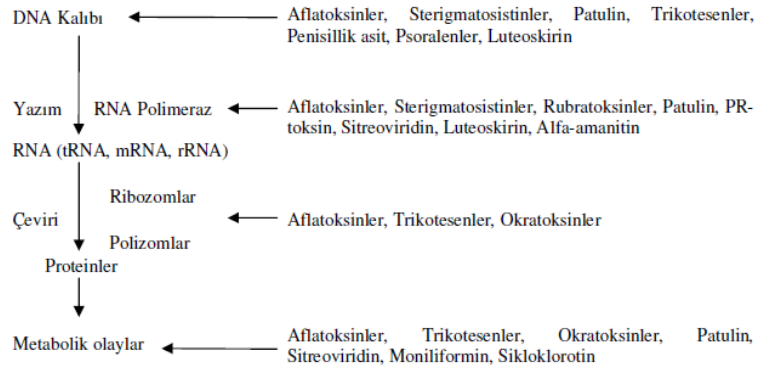 DNA Kalıbı
Aflatoksinler, Sterigmatosistinler, Patulin, Trikotesenler,
Penisillik asit, Psoralenler, Luteoskirin
Yazım
RNA Polimeraz
Aflatoksinler, Sterigmatosistinler, Rubratoksinler, Patulin, PR-
toksin, Sitreoviridin, Luteoskirin, Alfa-amanitin
RNA (tRNA, mRNA, rRNA)
Ribozomlar
Çeviri
Aflatoksinler, Trikotesenler, Okratoksinler
Polizomlar
Proteinler
Metabolik olaylar
Aflatoksinler, Trikotesenler, Okratoksinler, Patulin,
Sitreoviridin, Moniliformin, Sikloklorotin